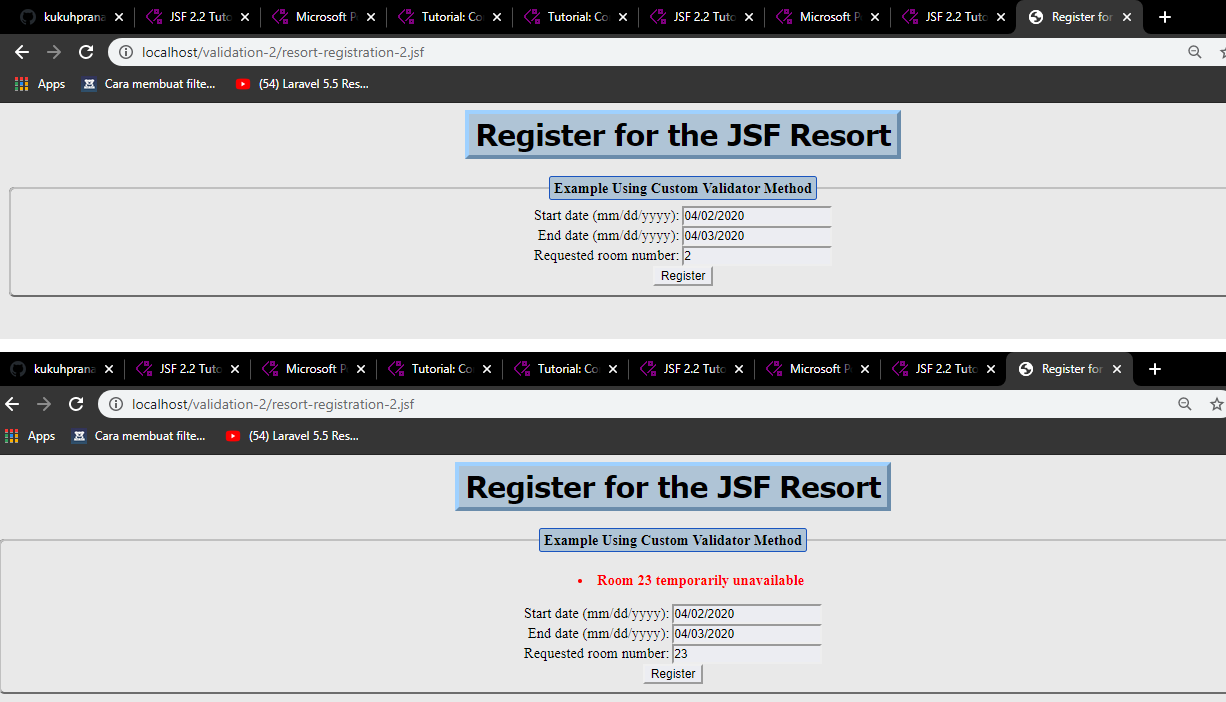 kukuhprana JSF 2.2 Tuto Microsoft P Tutorial: Co Tutorial: Co JSF 2.2 Tuto Microsoft P JSF 2.2 Tuto Register for
localhost/validation-2/resort-registration-2.jsf
Apps Cara membuat filte... (54) Laravel 5.5 Res...
Register for the JSF Resort
Example Using Custom Validator Method
Start date (mm/dd/yyyy): 04/02/2020
End date (mm/dd/yyyy): 04/03/2020
Requested room number: 2
Register
kukuhprana JSF 2.2 Tuto Microsoft P Tutorial: Co Tutorial: Co JSF 2.2 Tuto Microsoft P JSF 2.2 Tuto Register for
localhost/validation-2/resort-registration-2.jsf
Apps Cara membuat filte... (54) Laravel 5.5 Res...
Register for the JSF Resort
Example Using Custom Validator Method
• Room 23 temporarily unavailable
Start date (mm/dd/yyyy): 04/02/2020
End date (mm/dd/yyyy): 04/03/2020
Requested room number: 23
Register